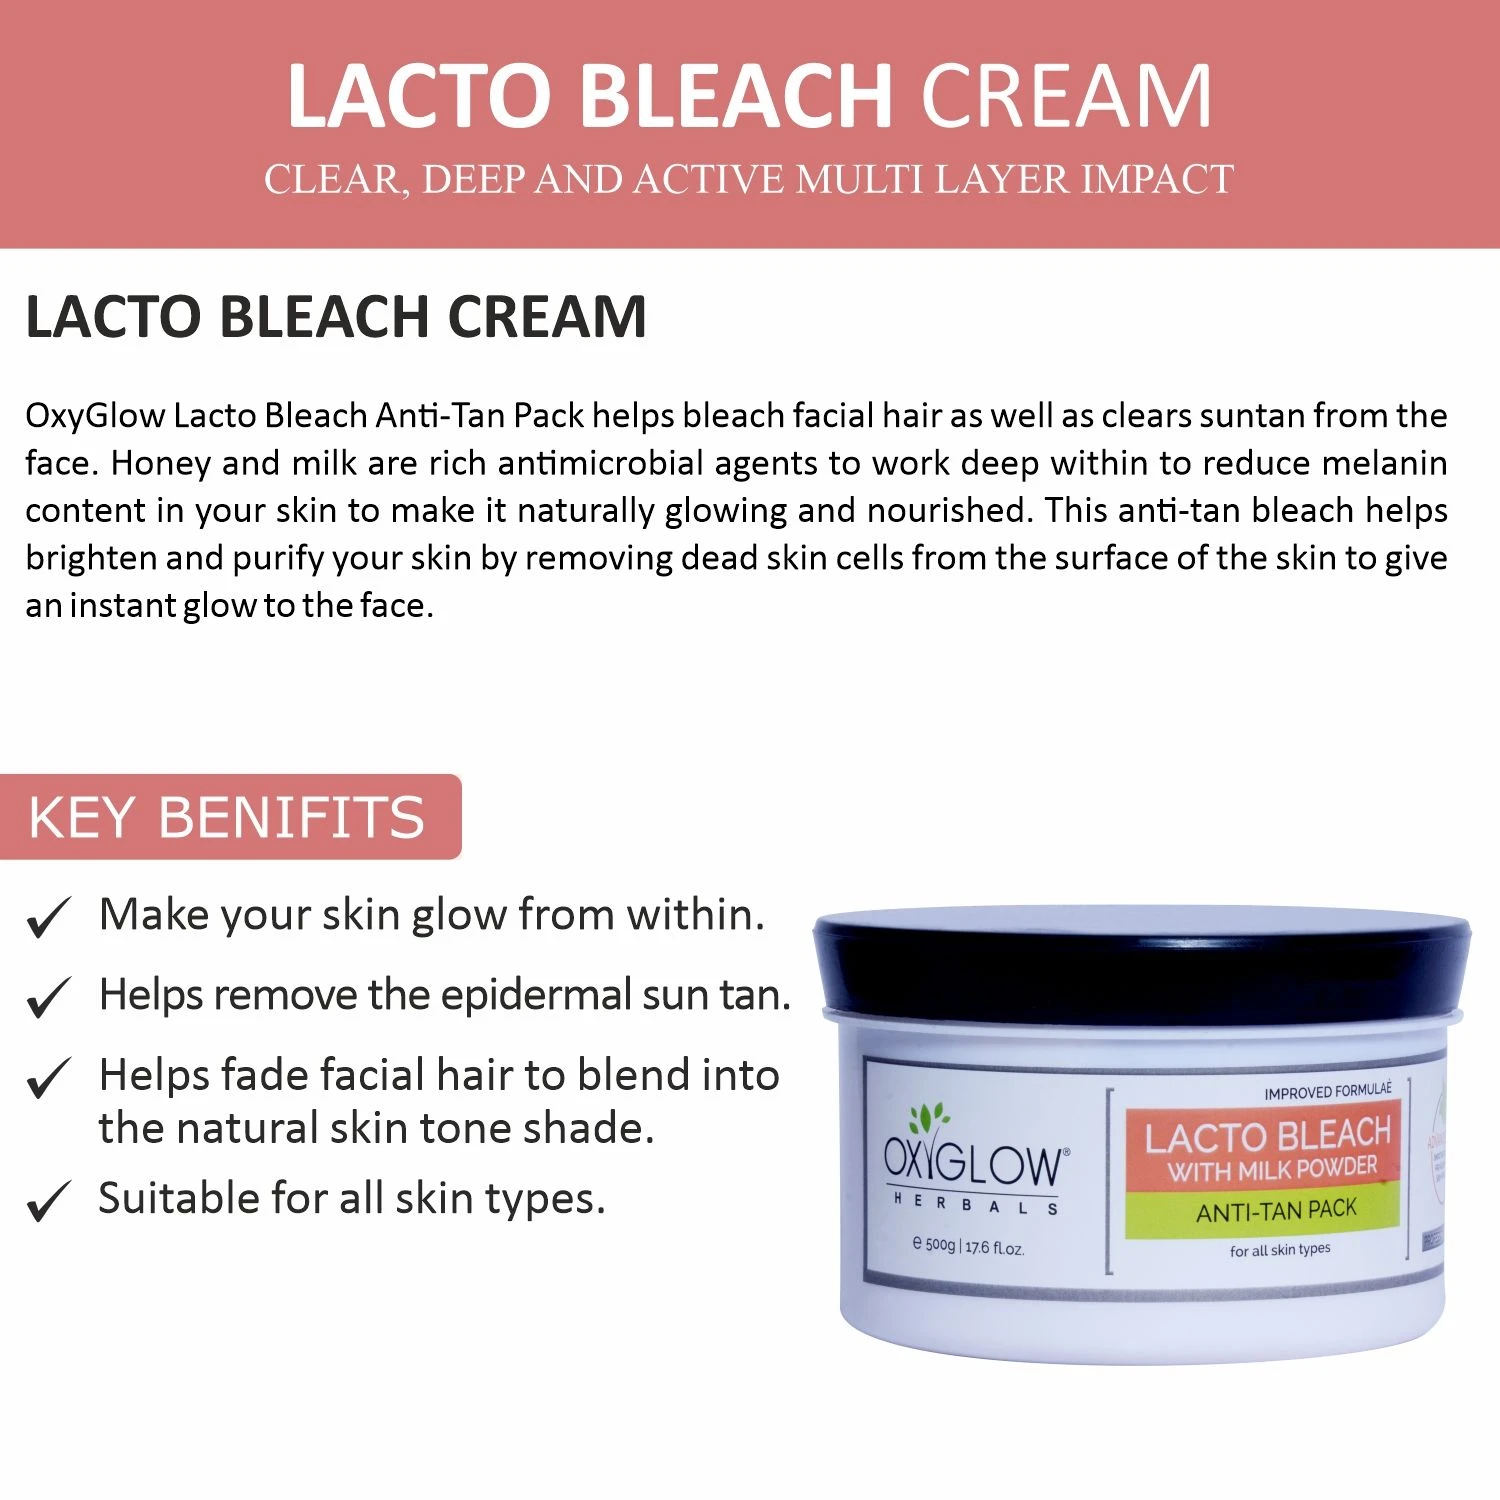 LACTO BLEACH CREAM
CLEAR, DEEP AND ACTIVE MULTI LAYER IMPACT
LACTO BLEACH CREAM
OxyGlow Lacto Bleach Anti-Tan Pack helps bleach facial hair as well as clears suntan from the
face. Honey and milk are rich antimicrobial agents to work deep within to reduce melanin
content in your skin to make it naturally glowing and nourished. This anti-tan bleach helps
brighten and purify your skin by removing dead skin cells from the surface of the skin to give
an instant glow to the face.
KEY BENIFITS
✓ Make your skin glow from within.
✓ Helps remove the epidermal sun tan.
✓ Helps fade facial hair to blend into
the natural skin tone shade.
✓ Suitable for all skin types.
OXYGLOW®
HERBALS
℮ 500g | 17.6 fl.oz.
IMPROVED FORMULAÉ
LACTO BLEACH
WITH MILK POWDER
ANTI-TAN PACK
for all skin types